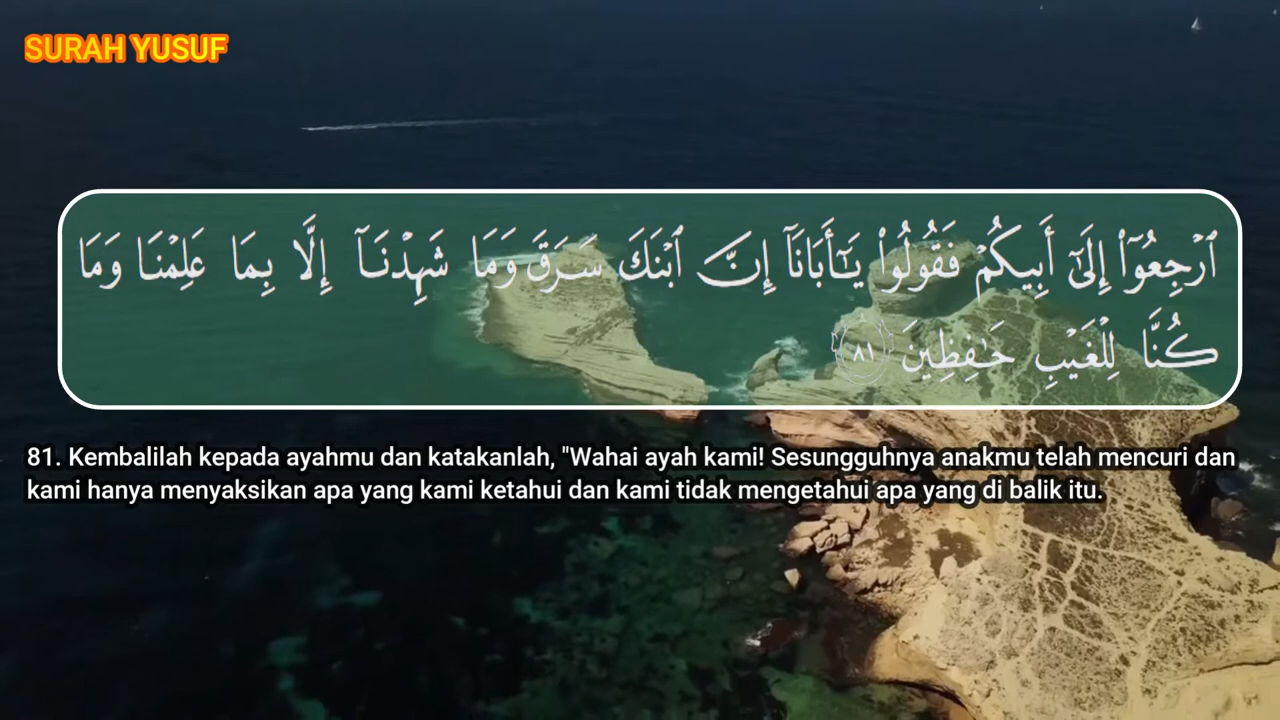 SURAH YUSUF
ٱرْجِعُوٓا۟ إِلَىٰٓ أَبِيكُمْ فَقُولُوا۟ يَـٰٓأَبَانَآ إِنَّ ٱبْنَكَ سَرَقَ وَمَا شَهِدْنَآ إِلَّا بِمَا عَلِمْنَا وَمَا
كُنَّا لِلْغَيْبِ حَـٰفِظِينَ ٨١
81. Kembalilah kepada ayahmu dan katakanlah, "Wahai ayah kami! Sesungguhnya anakmu telah mencuri dan
kami hanya menyaksikan apa yang kami ketahui dan kami tidak mengetahui apa yang di balik itu.